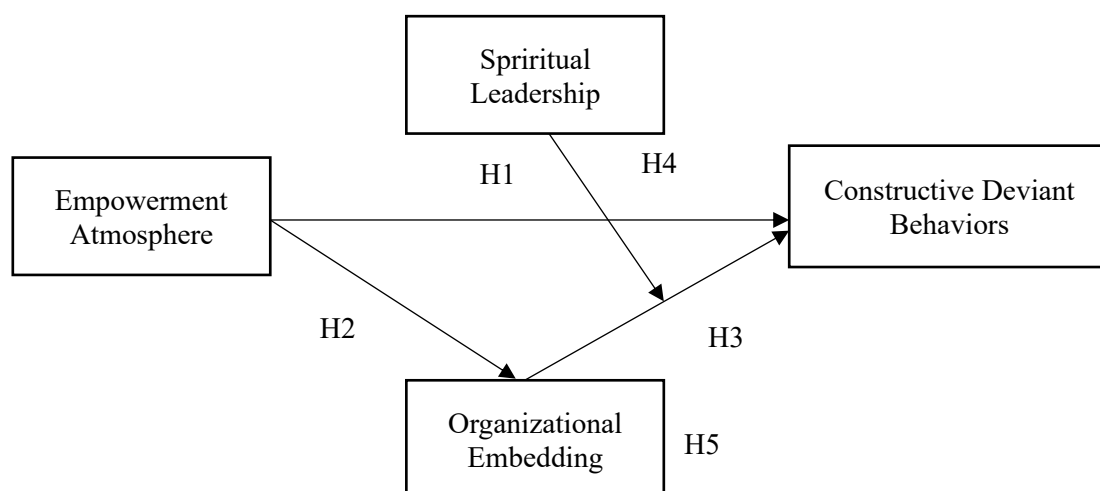 Spriritual
Leadership
H1
H4
Empowerment
Atmosphere
Constructive Deviant
Behaviors
H2
H3
Organizational
Embedding
H5